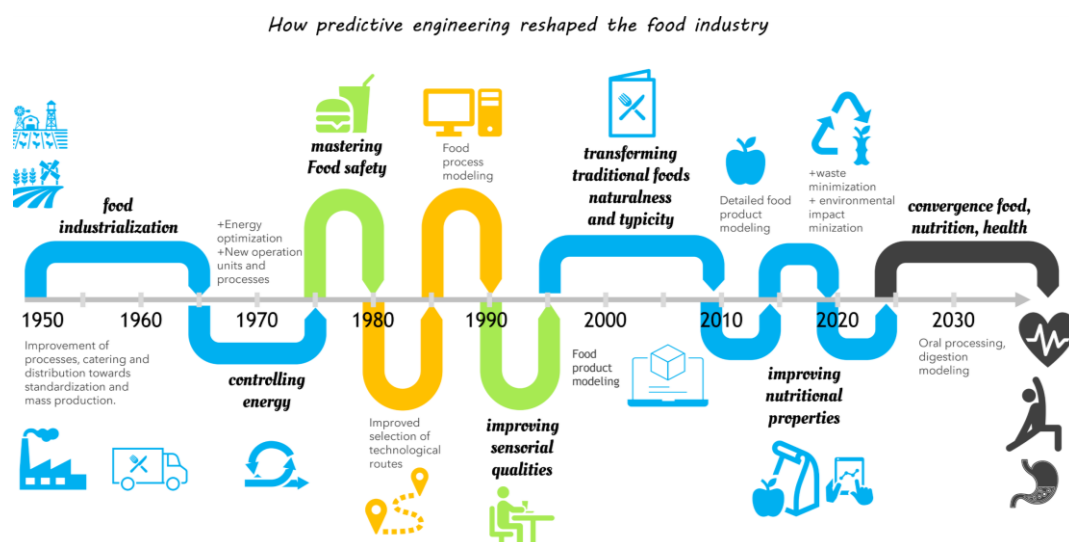 How predictive engineering reshaped the food industry
food
industrialization
+Energy
optimization
+New operation
units and
processes
mastering
Food safety
Food
process
modeling
transforming
traditional foods
naturalness
and typicity
Detailed food
product
modeling
+waste
minimization
+ environmental
impact
minization
convergence food,
nutrition, health
1950
1960
1970
1980
1990
2000
2010
2020
2030
Improvement of
processes, catering and
distribution towards
standardization and
mass production.
controlling
energy
Improved
selection of
technological
routes
improving
sensorial
qualities
Food
product
modeling
improving
nutritional
properties
Oral processing,
digestion
modeling